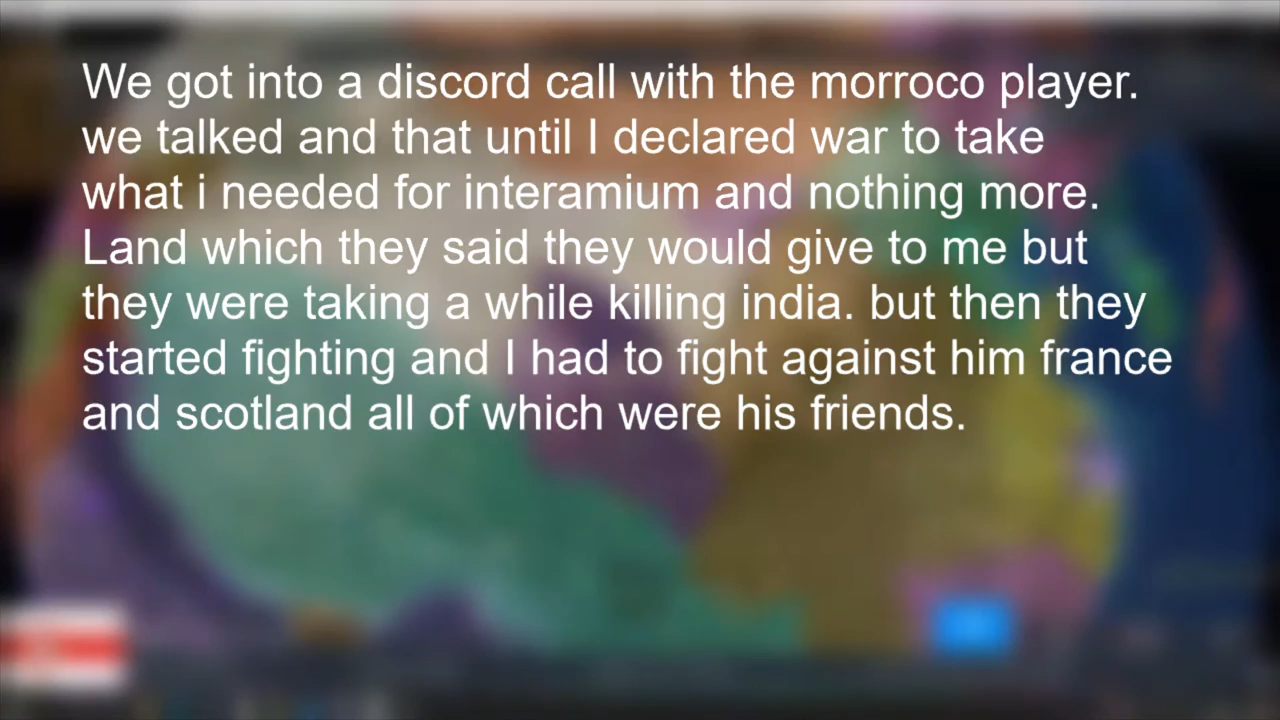 We got into a discord call with the morroco player.
we talked and that until I declared war to take
what i needed for interamium and nothing more.
Land which they said they would give to me but
they were taking a while killing india. but then they
started fighting and I had to fight against him france
and scotland all of which were his friends.